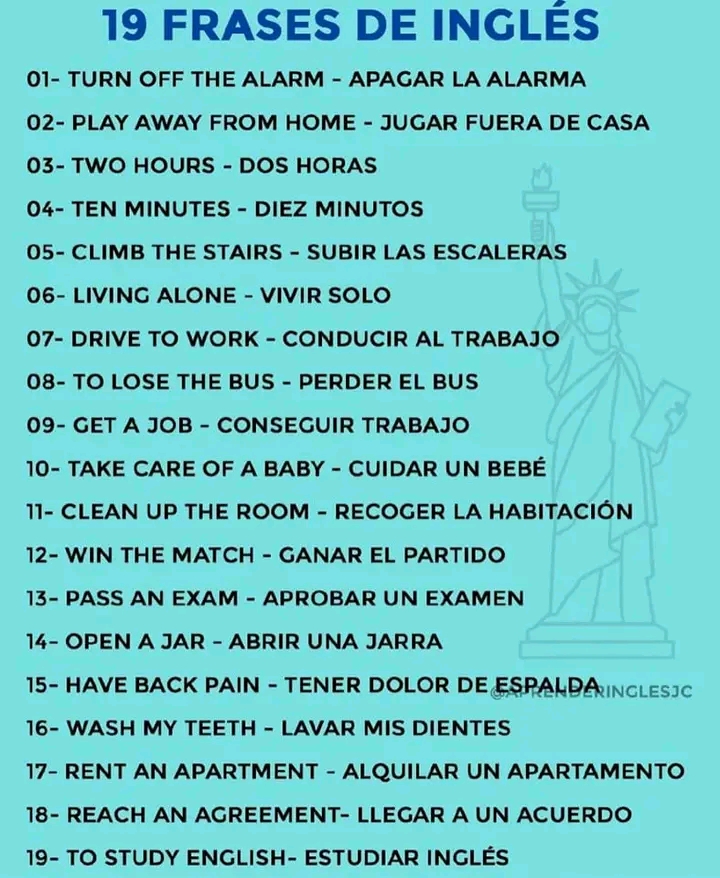 19 FRASES DE INGLÉS
01- TURN OFF THE ALARM - APAGAR LA ALARMA
02- PLAY AWAY FROM HOME - JUGAR FUERA DE CASA
03- TWO HOURS - DOS HORAS
04- TEN MINUTES - DIEZ MINUTOS
05- CLIMB THE STAIRS - SUBIR LAS ESCALERAS
06- LIVING ALONE - VIVIR SOLO
07- DRIVE TO WORK - CONDUCIR AL TRABAJO
08- TO LOSE THE BUS - PERDER EL BUS
09- GET A JOB - CONSEGUIR TRABAJO
10- TAKE CARE OF A BABY - CUIDAR UN BEBÉ
11- CLEAN UP THE ROOM - RECOGER LA HABITACIÓN
12- WIN THE MATCH - GANAR EL PARTIDO
13- PASS AN EXAM - APROBAR UN EXAMEN
14- OPEN A JAR - ABRIR UNA JARRA
15- HAVE BACK PAIN - TENER DOLOR DE ESPALDA
@APRENDERINGLESJC
16- WASH MY TEETH - LAVAR MIS DIENTES
17- RENT AN APARTMENT - ALQUILAR UN APARTAMENTO
18- REACH AN AGREEMENT- LLEGAR A UN ACUERDO
19- TO STUDY ENGLISH- ESTUDIAR INGLÉS